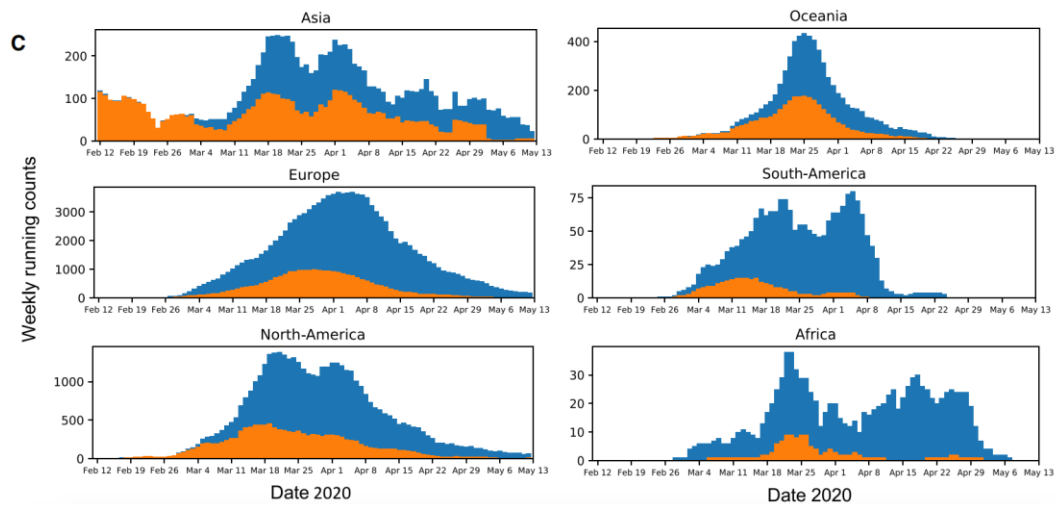 C
Weekly running counts
Asia
200
100
0
Feb 12 Feb 19 Feb 26 Mar 4 Mar 11 Mar 18 Mar 25 Apr 1 Apr 8 Apr 15 Apr 22 Apr 29 May 6 May 13
Oceania
400
200
0
Feb 12 Feb 19 Feb 26 Mar 4 Mar 11 Mar 18 Mar 25 Apr 1 Apr 8 Apr 15 Apr 22 Apr 29 May 6 May 13
Europe
3000
2000
1000
0
Feb 12 Feb 19 Feb 26 Mar 4 Mar 11 Mar 18 Mar 25 Apr 1 Apr 8 Apr 15 Apr 22 Apr 29 May 6 May 13
South-America
75
50
25
0
Feb 12 Feb 19 Feb 26 Mar 4 Mar 11 Mar 18 Mar 25 Apr 1 Apr 8 Apr 15 Apr 22 Apr 29 May 6 May 13
North-America
1000
500
0
Feb 12 Feb 19 Feb 26 Mar 4 Mar 11 Mar 18 Mar 25 Apr 1 Apr 8 Apr 15 Apr 22 Apr 29 May 6 May 13
Date 2020
Africa
30
20
10
0
Feb 12 Feb 19 Feb 26 Mar 4 Mar 11 Mar 18 Mar 25 Apr 1 Apr 8 Apr 15 Apr 22 Apr 29 May 6 May 13
Date 2020